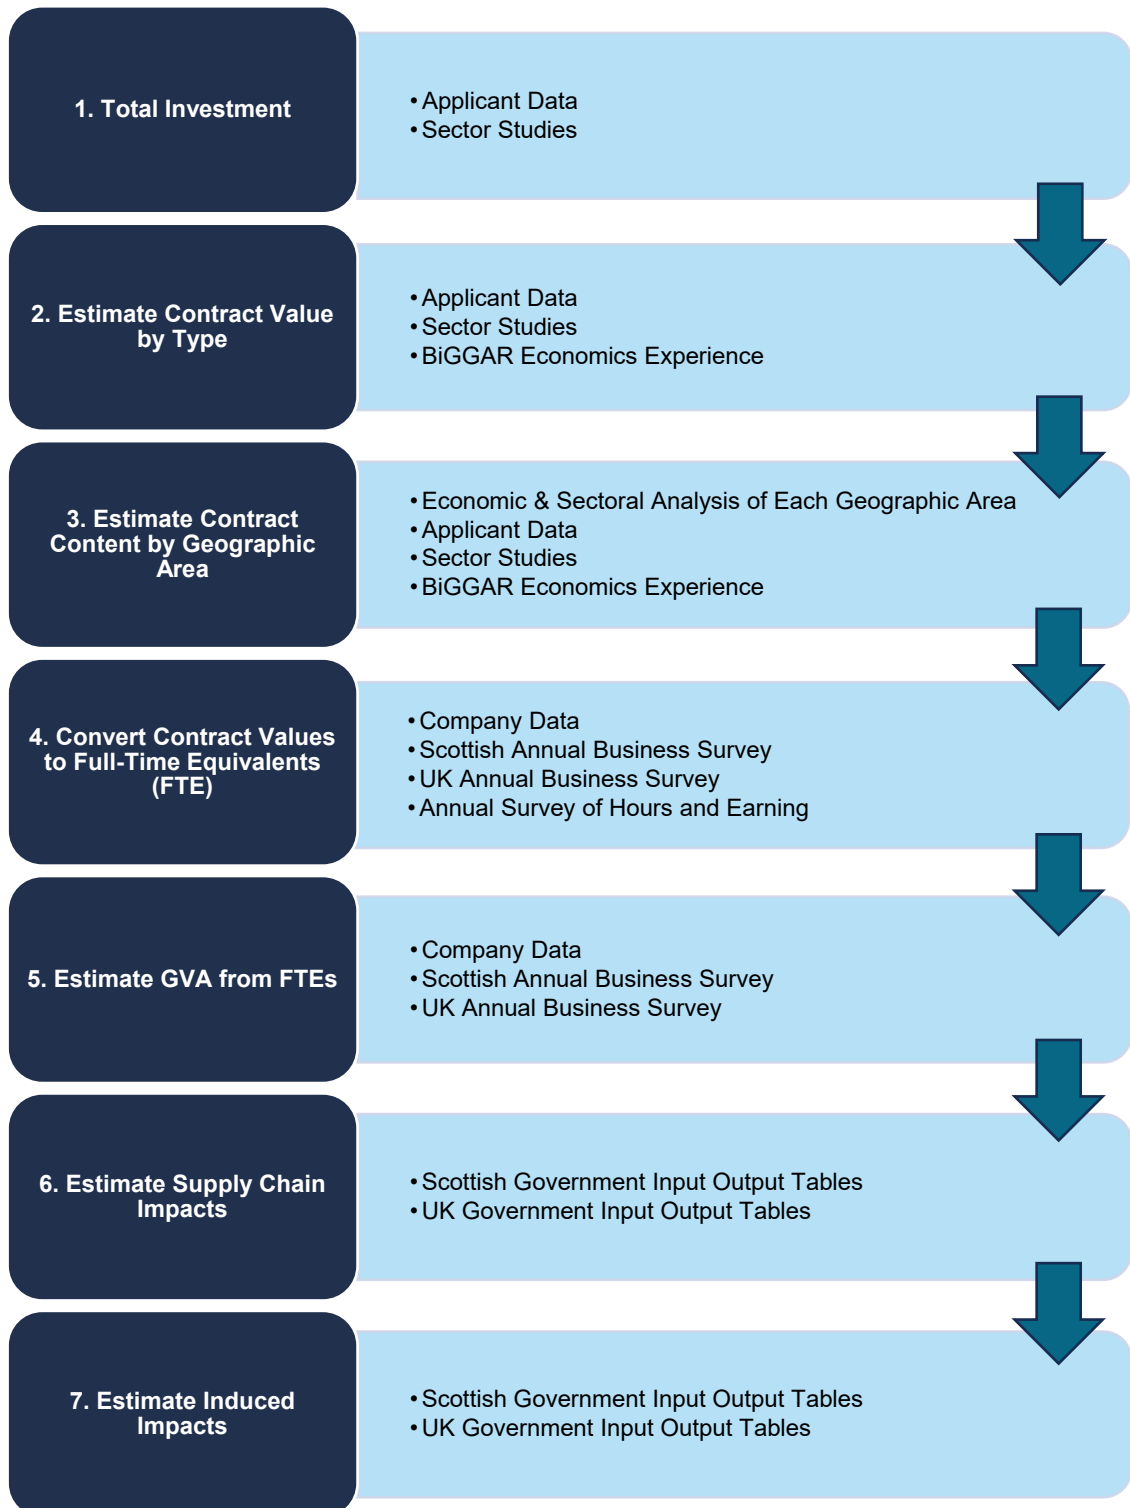 1. Total Investment
• Applicant Data
• Sector Studies
2. Estimate Contract Value
by Type
• Applicant Data
• Sector Studies
• BiGGAR Economics Experience
3. Estimate Contract
Content by Geographic
Area
• Economic & Sectoral Analysis of Each Geographic Area
• Applicant Data
• Sector Studies
• BiGGAR Economics Experience
4. Convert Contract Values
to Full-Time Equivalents
(FTE)
• Company Data
• Scottish Annual Business Survey
• UK Annual Business Survey
• Annual Survey of Hours and Earning
5. Estimate GVA from FTEs
• Company Data
• Scottish Annual Business Survey
• UK Annual Business Survey
6. Estimate Supply Chain
Impacts
• Scottish Government Input Output Tables
• UK Government Input Output Tables
7. Estimate Induced
Impacts
• Scottish Government Input Output Tables
• UK Government Input Output Tables